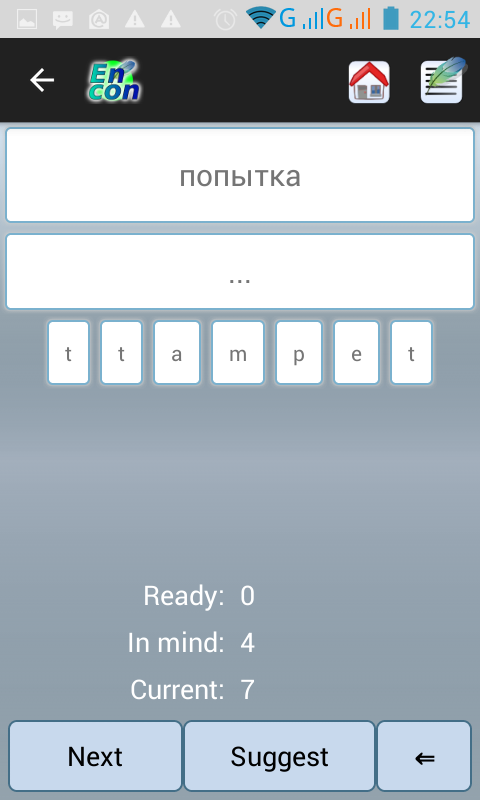 G G 22:54
En
con
попытка
...
t t a m p e t
Ready: 0
In mind: 4
Current: 7
Next Suggest ⇐